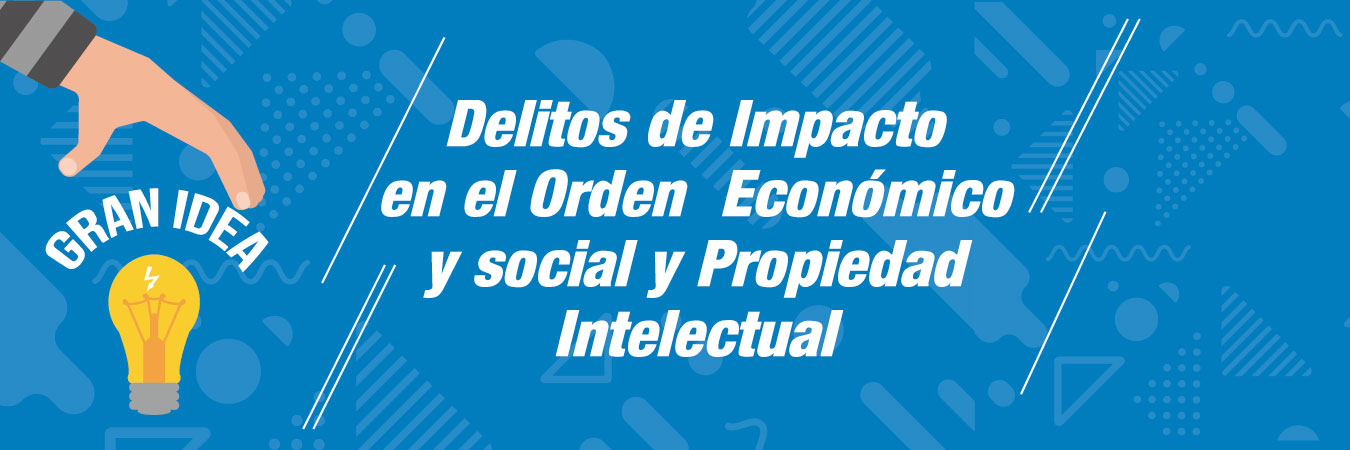 GRAN IDEA
Delitos de Impacto
en el Orden Económico
y social y Propiedad
Intelectual